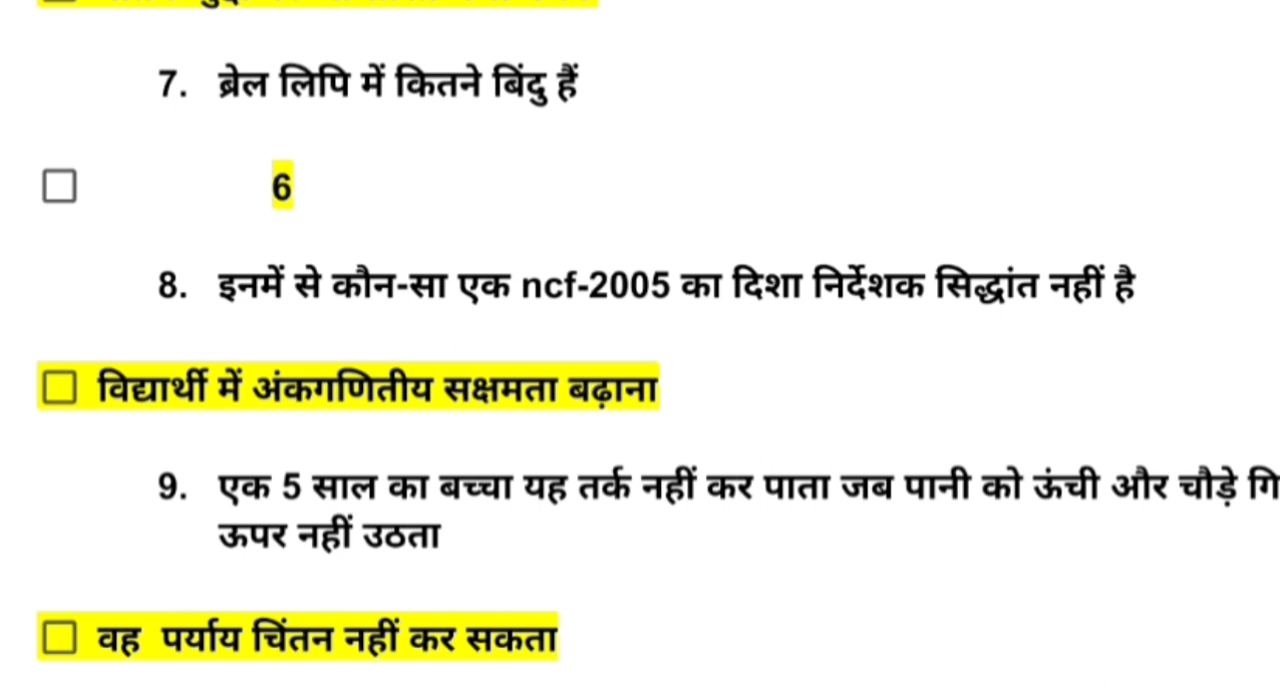 7. ब्रेल लिपि में कितने बिंदु हैं
6
8. इनमें से कौन-सा एक ncf-2005 का दिशा निर्देशक सिद्धांत नहीं है
विद्यार्थी में अंकगणितीय सक्षमता बढ़ाना
9. एक 5 साल का बच्चा यह तर्क नहीं कर पाता जब पानी को ऊंची और चौड़े
ऊपर नहीं उठता
वह पर्याय चिंतन नहीं कर सकता